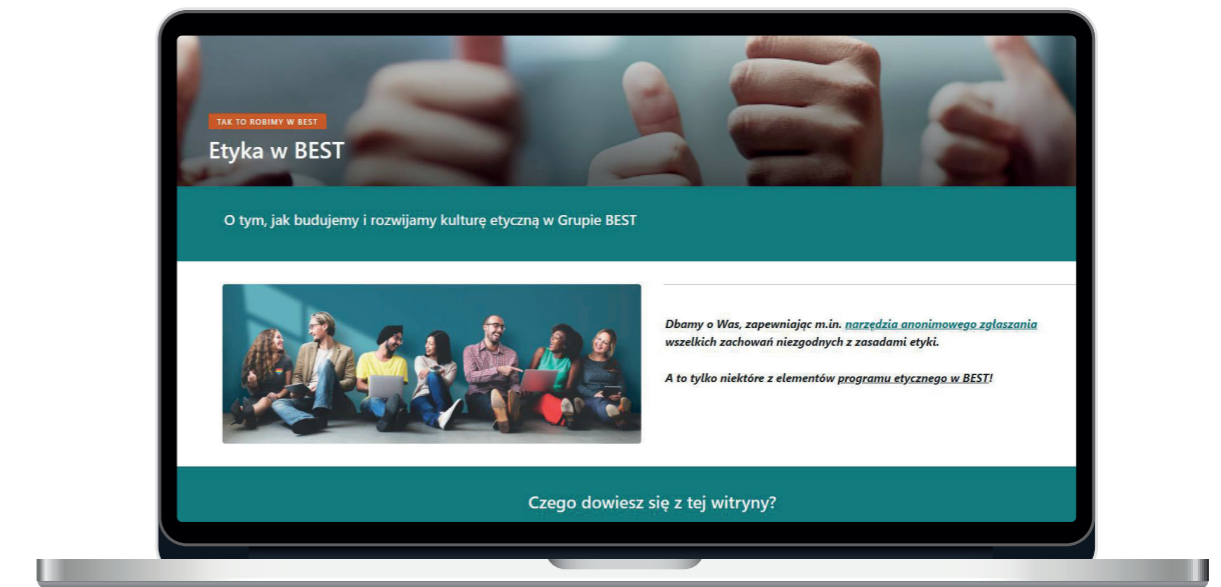 TAK TO ROBIMY W BEST
Etyka w BEST
O tym, jak budujemy i rozwijamy kulturę etyczną w Grupie BEST
Dbamy o Was, zapewniając m.in. narzędzia anonimowego zgłaszania
wszelkich zachowań niezgodnych z zasadami etyki.
A to tylko niektóre z elementów programu etycznego w BEST!
Czego dowiesz się z tej witryny?